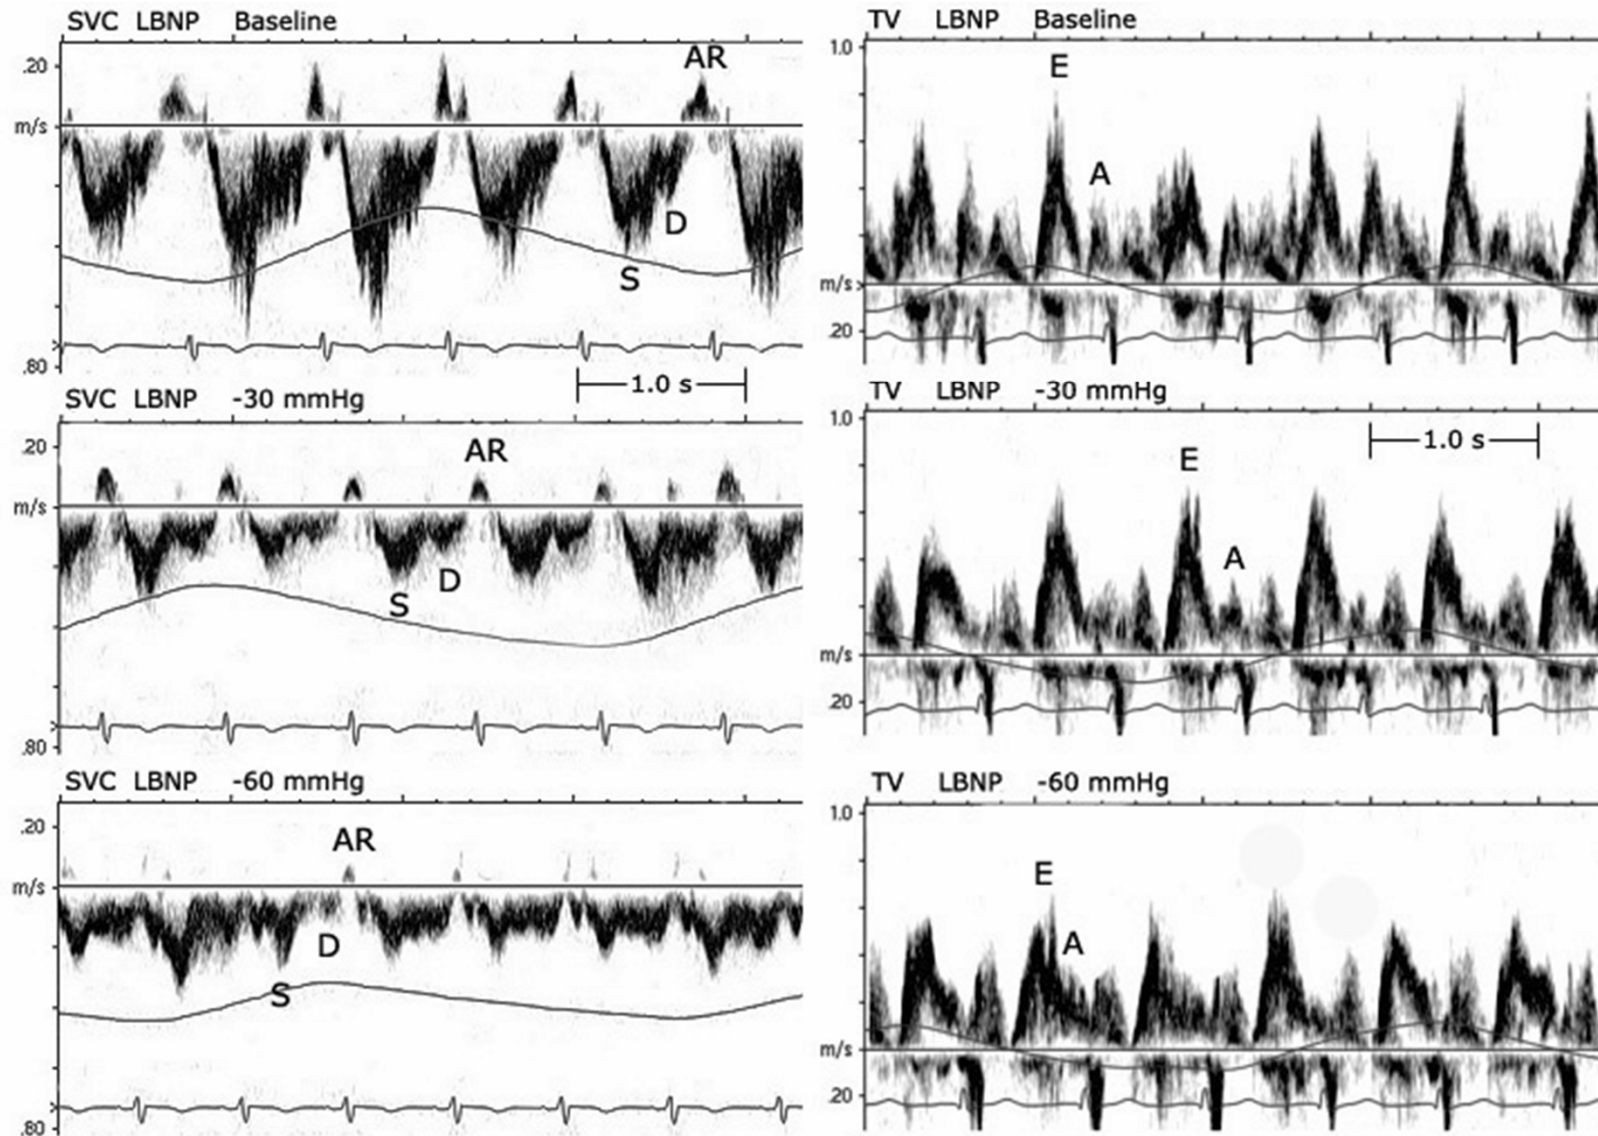 SVC LBNP Baseline
.20
AR
m/s
D
S
.80
1.0 s
SVC LBNP -30 mmHg
.20
AR
m/s
D
S
.80
SVC LBNP -60 mmHg
.20
AR
m/s
D
S
.80
TV LBNP Baseline
1.0
E
A
m/s
20
TV LBNP -30 mmHg
1.0
1.0 s
E
A
m/s
20
TV LBNP -60 mmHg
1.0
E
A
m/s
20